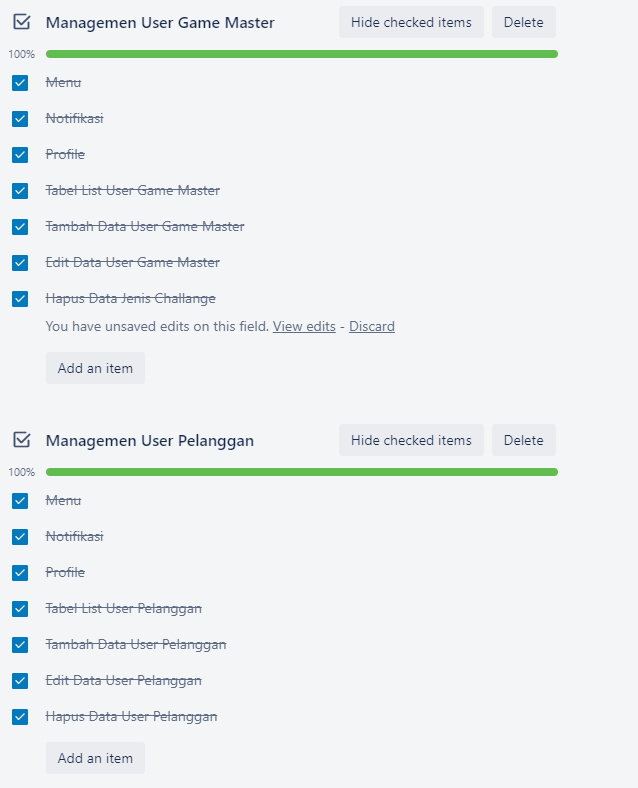 Managemen User Game Master
Hide checked items
Delete
100%
Menu
Notifikasi
Profile
Tabel List User Game Master
Tambah Data User Game Master
Edit Data User Game Master
Hapus Data Jenis Challange
You have unsaved edits on this field. View edits - Discard
Add an item
Managemen User Pelanggan
Hide checked items
Delete
100%
Menu
Notifikasi
Profile
Tabel List User Pelanggan
Tambah Data User Pelanggan
Edit Data User Pelanggan
Hapus Data User Pelanggan
Add an item